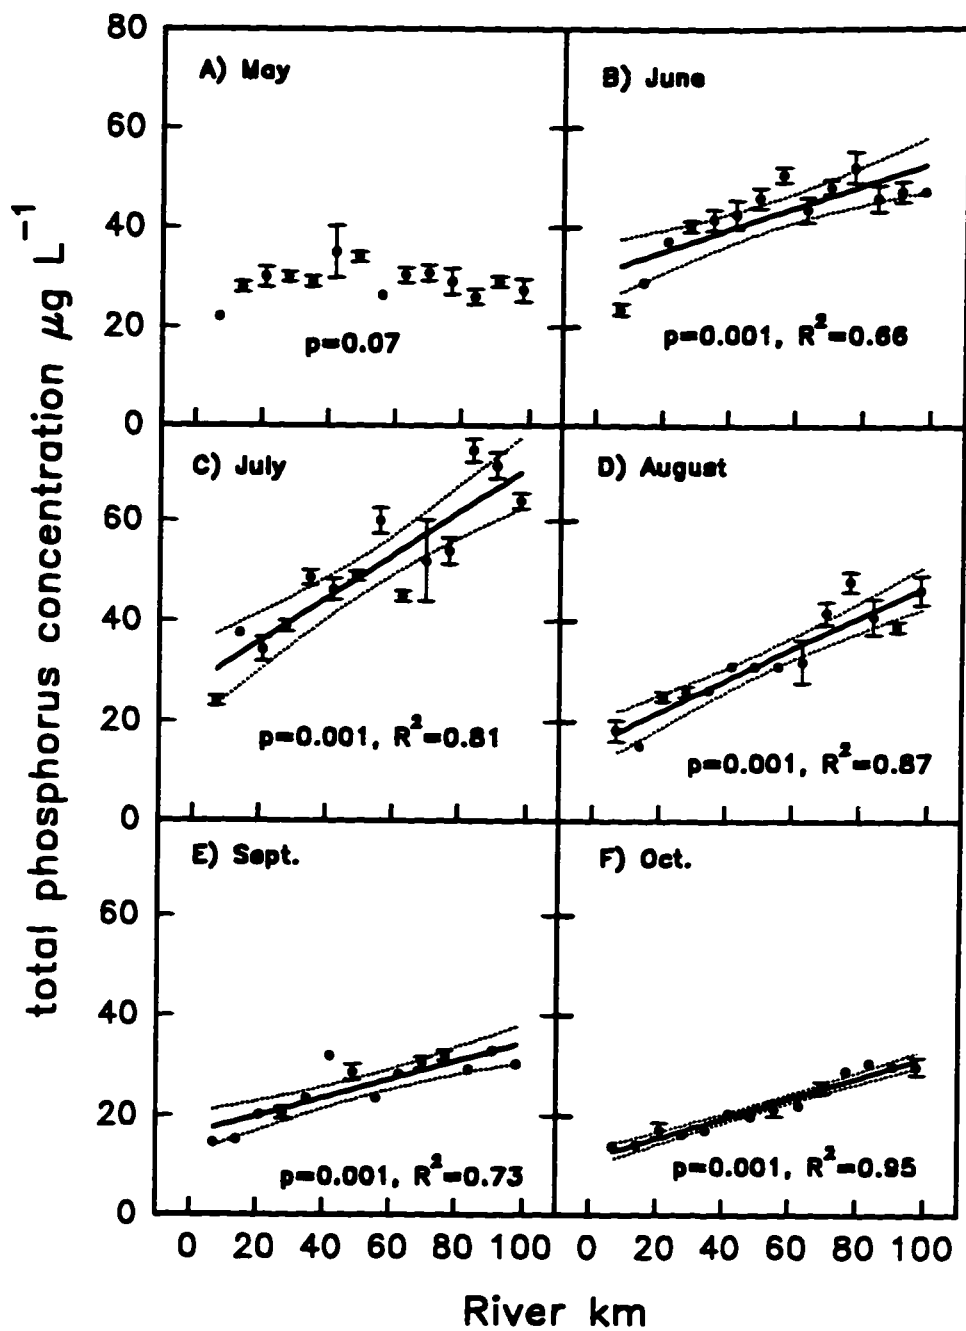 total phosphorus concentration µg L⁻¹
80
60
40
20
0
A) May
p=0.07
B) June
p=0.001, R²=0.66
60
40
20
0
C) July
p=0.001, R²=0.81
D) August
p=0.001, R²=0.87
60
40
20
0
E) Sept.
p=0.001, R²=0.73
F) Oct.
p=0.001, R²=0.95
0 20 40 60 80 100 0 20 40 60 80 100
River km